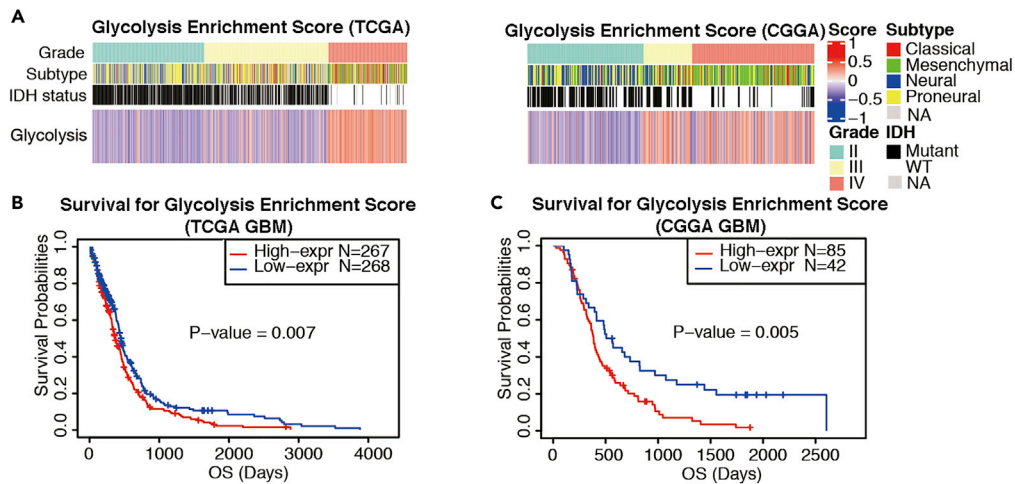 A
Glycolysis Enrichment Score (TCGA)
Grade
Subtype
IDH status
Glycolysis
Glycolysis Enrichment Score (CGGA)
Score
1
0.5
0
−0.5
−1
Subtype
Classical
Mesenchymal
Neural
Proneural
NA
Grade
II
III
IV
IDH
Mutant
WT
NA
B
Survival for Glycolysis Enrichment Score
(TCGA GBM)
Survival Probabilities
1.0
0.8
0.6
0.4
0.2
0.0
High−expr N=267
Low−expr N=268
P−value = 0.007
0 1000 2000 3000 4000
OS (Days)
C
Survival for Glycolysis Enrichment Score
(CGGA GBM)
Survival Probabilities
1.0
0.8
0.6
0.4
0.2
0.0
High−expr N=85
Low−expr N=42
P−value = 0.005
0 500 1000 1500 2000 2500
OS (Days)